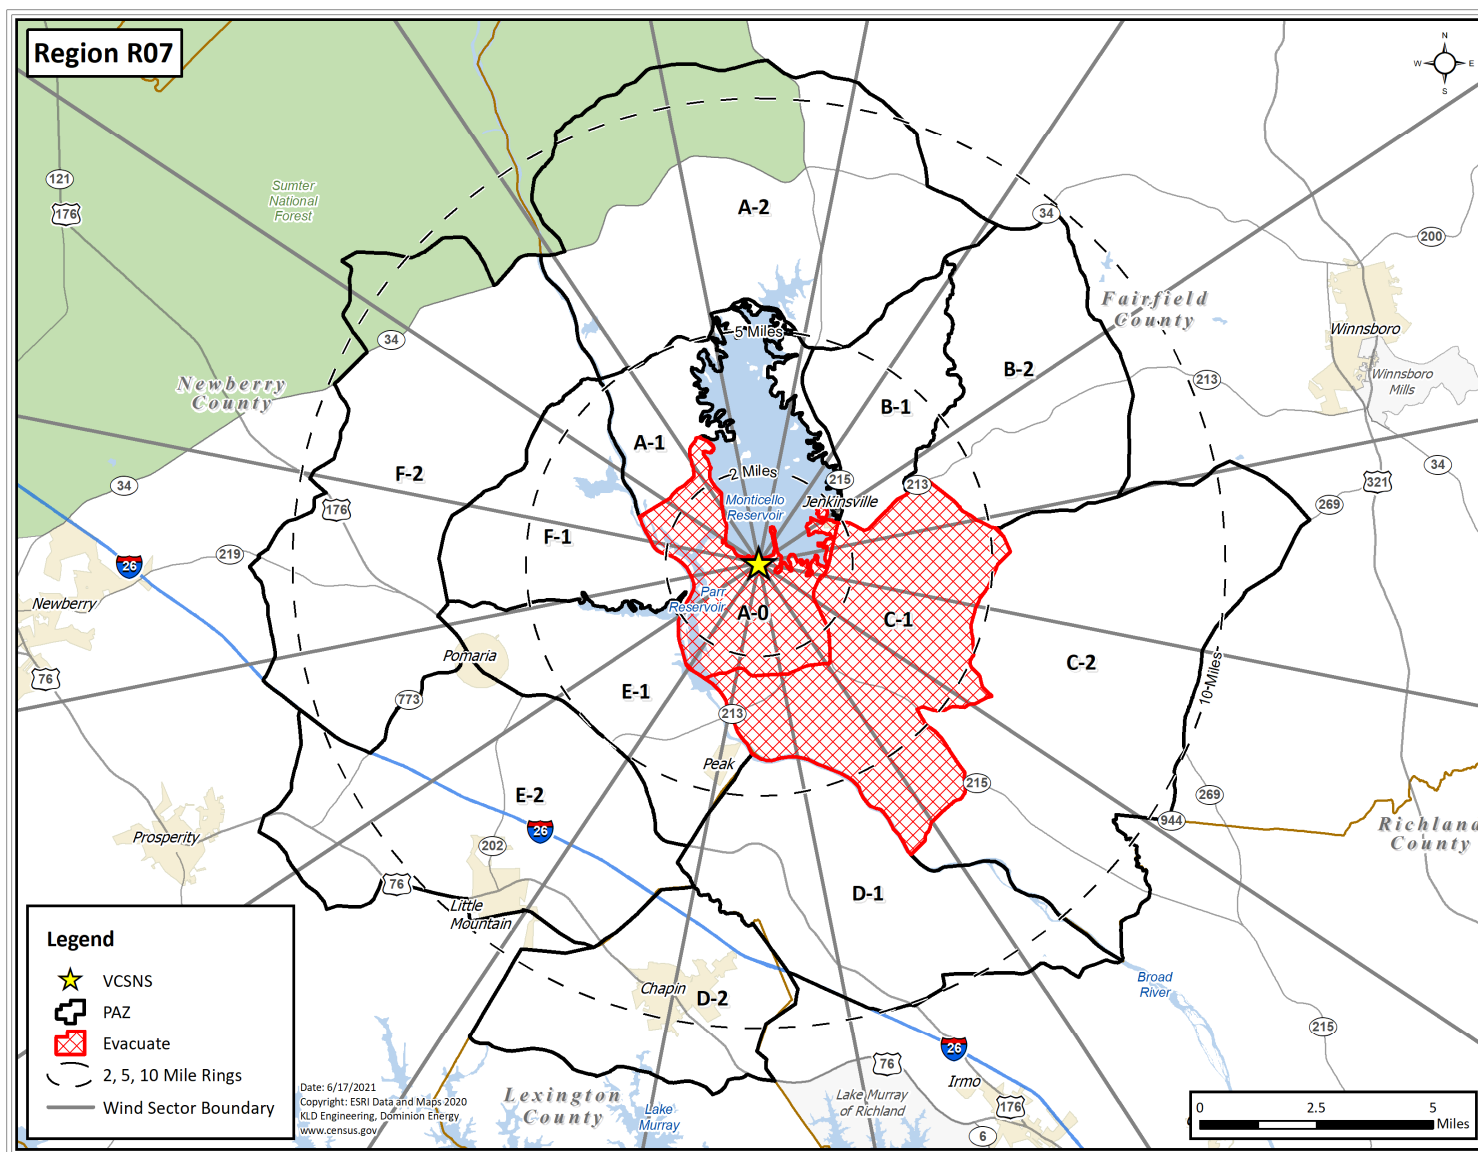 Region R07
N
W E
S
121
176
Sumter
National
Forest
A-2
34
200
Fairfield
County
Winnsboro
5 Miles
34
Newberry
County
B-2
213
Winnsboro
Mills
B-1
A-1
F-2
2 Miles
215
213
34
321
34
Monticello
Reservoir
Jenkinsville
269
176
F-1
219
26
Parr
Reservoir
Newberry
A-0
C-1
Pomaria
C-2
76
E-1
10-Miles
773
213
Peak
215
269
E-2
26
944
Richland
County
Prosperity
202
76
D-1
Little
Mountain
Legend
VCSNS
PAZ
Evacuate
2, 5, 10 Mile Rings
Wind Sector Boundary
Chapin
D-2
Broad
River
215
26
76
Irmo
Date: 6/17/2021
Copyright: ESRI Data and Maps 2020
KLD Engineering, Dominion Energy
www.census.gov
Lexington
County
Lake
Murray
Lake Murray
of Richland
176
6
0 2.5 5
Miles